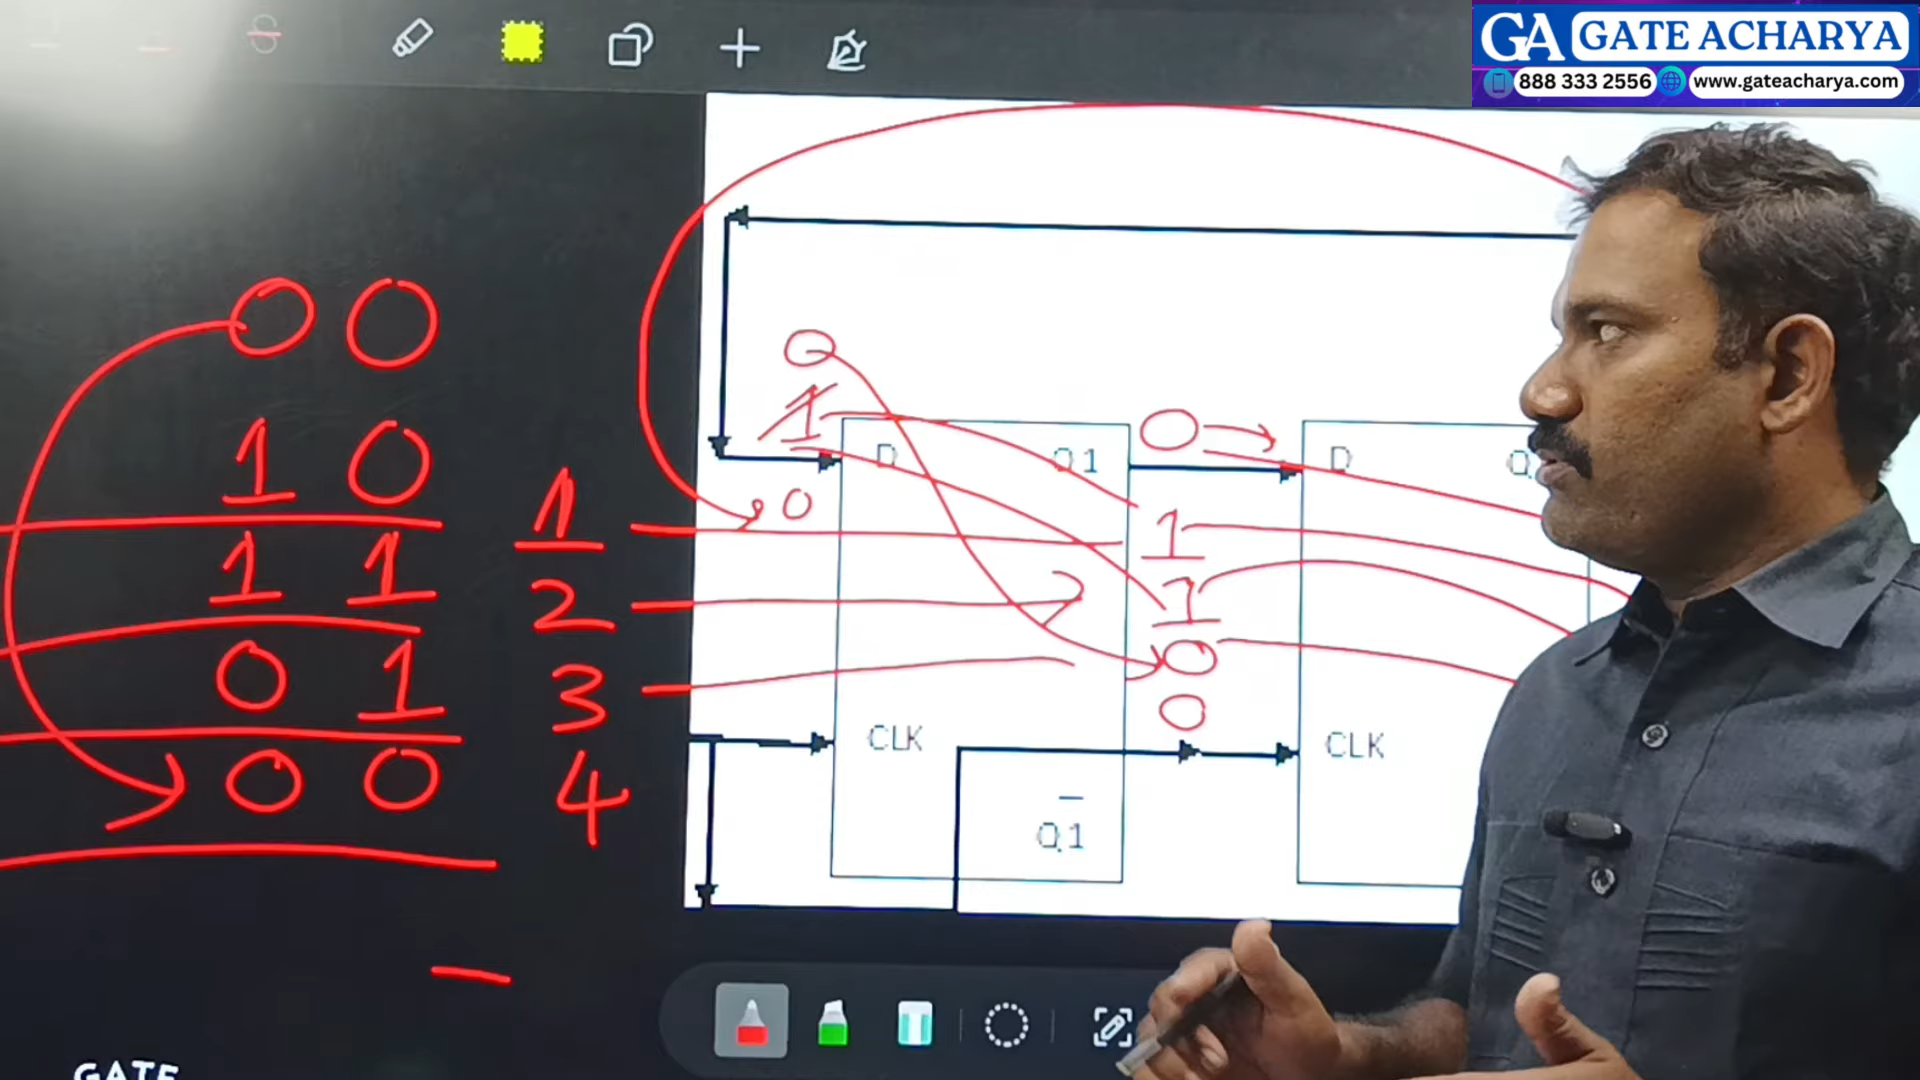 GA GATE ACHARYA
888 333 2556 www.gateacharya.com
0 0
1 0
1 1 1
0 1 2
0 0 3
4
0
1
0
D Q1 0 D Q
1
1
0
0
CLK CLK
Q1
GATE